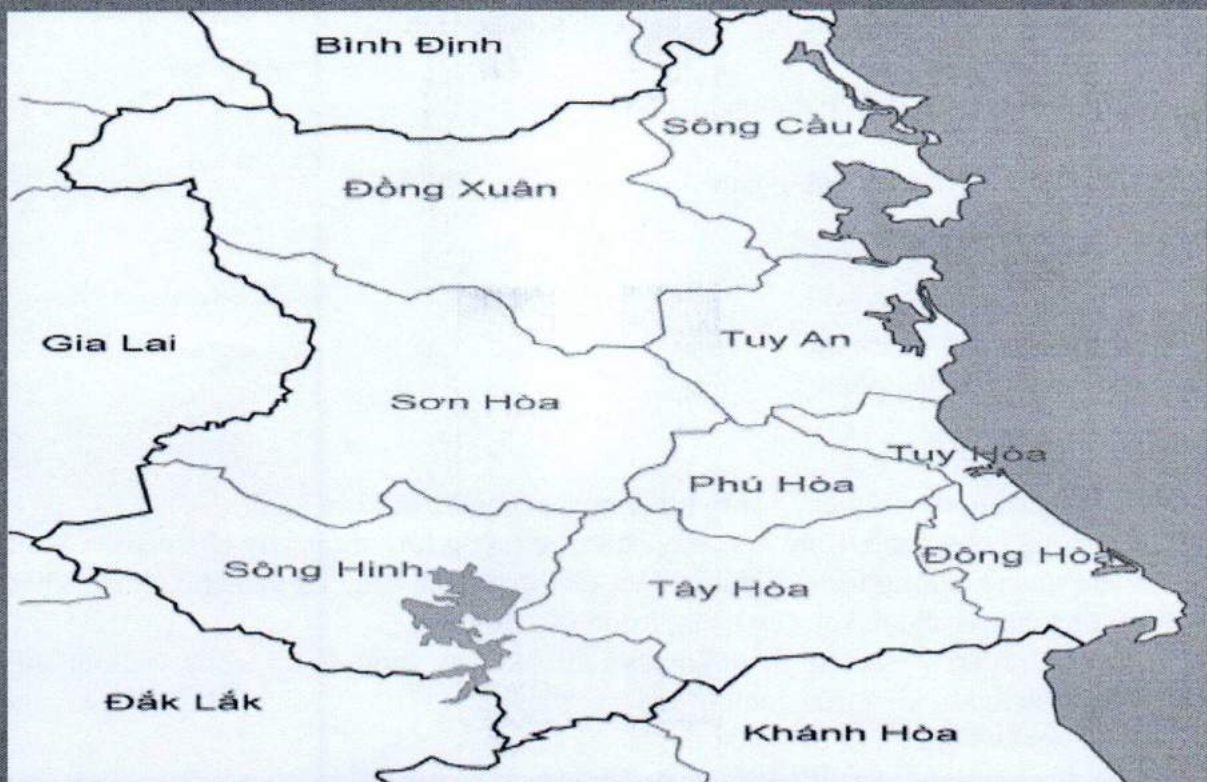 Bình Định
Sông Cầu
Đồng Xuân
Gia Lai
Tuy An
Sơn Hòa
Tuy Hòa
Phú Hòa
Đông Hòa
Sông Hinh
Tây Hòa
Đắk Lắk
Khánh Hòa